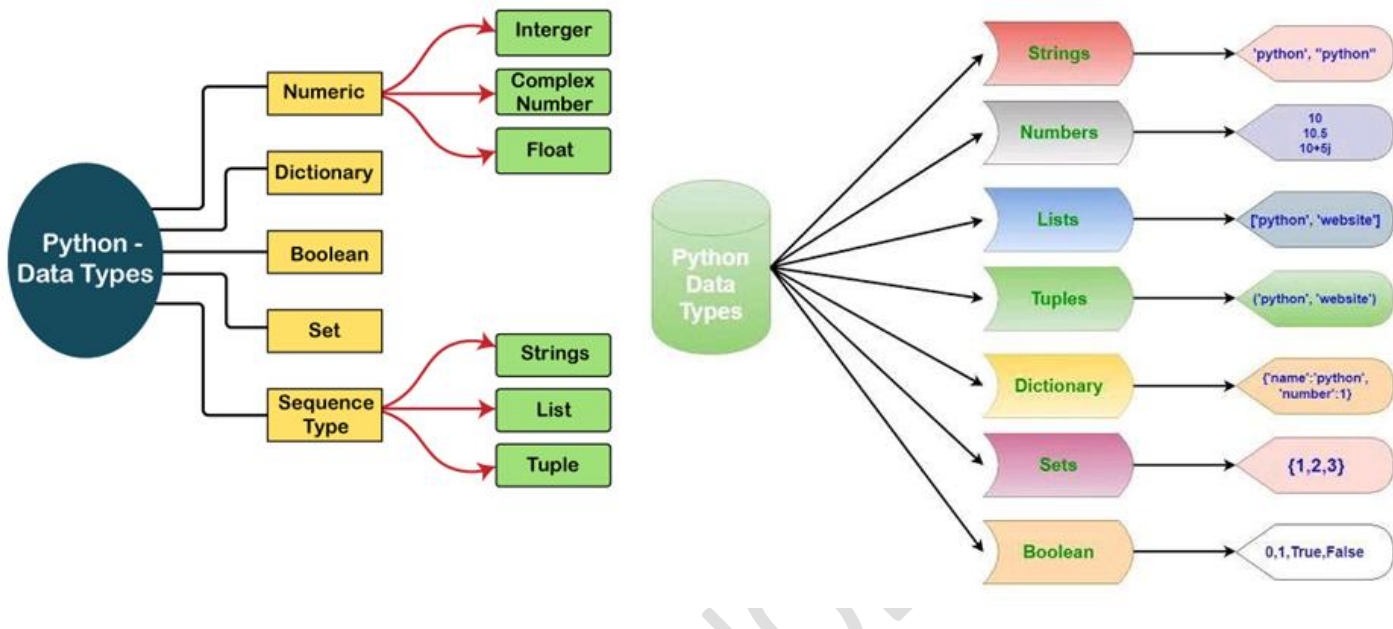 Python -
Data Types
Numeric
Dictionary
Boolean
Set
Sequence
Type
Interger
Complex
Number
Float
Strings
List
Tuple
Python
Data
Types
Strings
'python', "python"
Numbers
10
10.5
10+5j
Lists
['python', 'website']
Tuples
('python', 'website')
Dictionary
{'name':'python',
'number':1}
Sets
{1,2,3}
Boolean
0,1,True,False